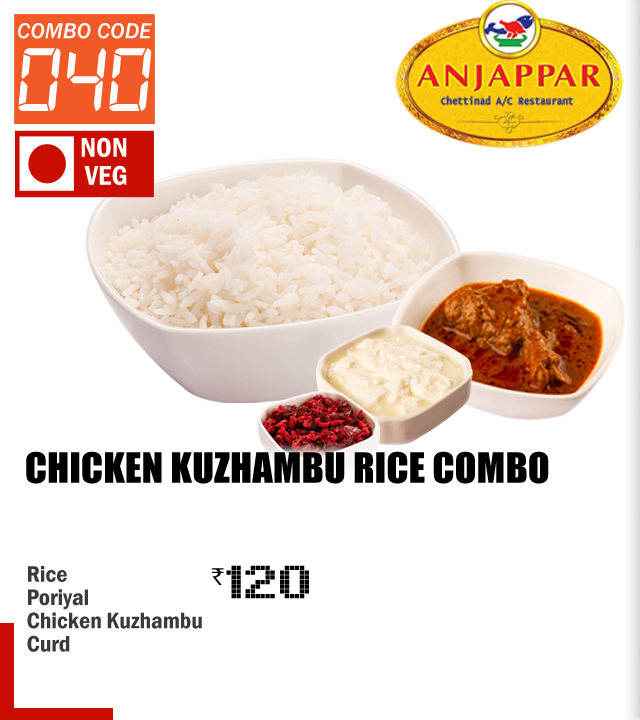 COMBO CODE
040
NON
VEG
ANJAPPAR
Chettinad A/C Restaurant
CHICKEN KUZHAMBU RICE COMBO
Rice
Poriyal
Chicken Kuzhambu
Curd
₹120